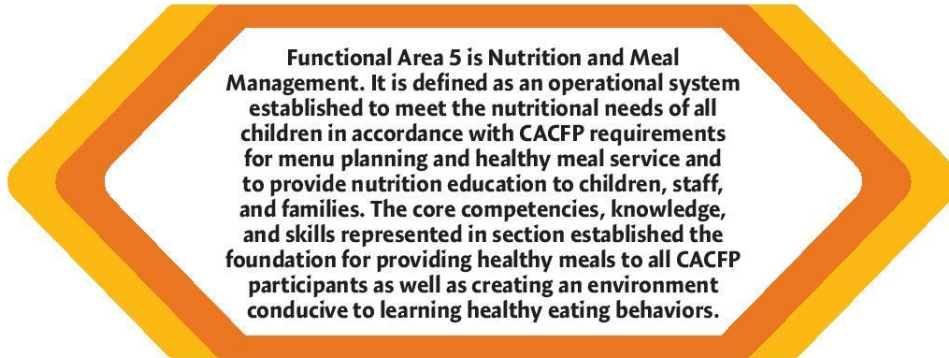 Functional Area 5 is Nutrition and Meal
Management. It is defined as an operational system
established to meet the nutritional needs of all
children in accordance with CACFP requirements
for menu planning and healthy meal service and
to provide nutrition education to children, staff,
and families. The core competencies, knowledge,
and skills represented in section established the
foundation for providing healthy meals to all CACFP
participants as well as creating an environment
conducive to learning healthy eating behaviors.